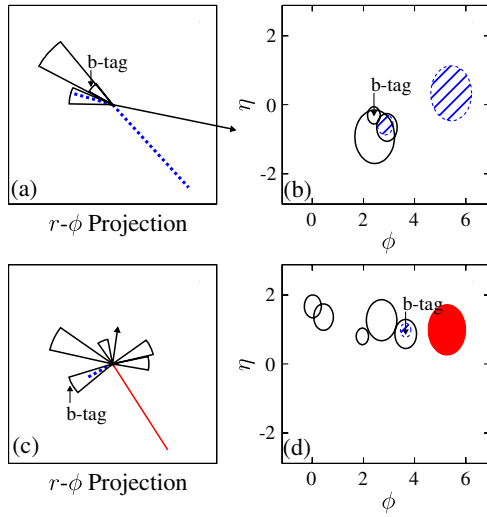 b-tag
(a)
r-ϕ Projection
η
2
0
-2
b-tag
(b)
0 2 4 6
ϕ
b-tag
(c)
r-ϕ Projection
η
2
0
-2
b-tag
(d)
0 2 4 6
ϕ